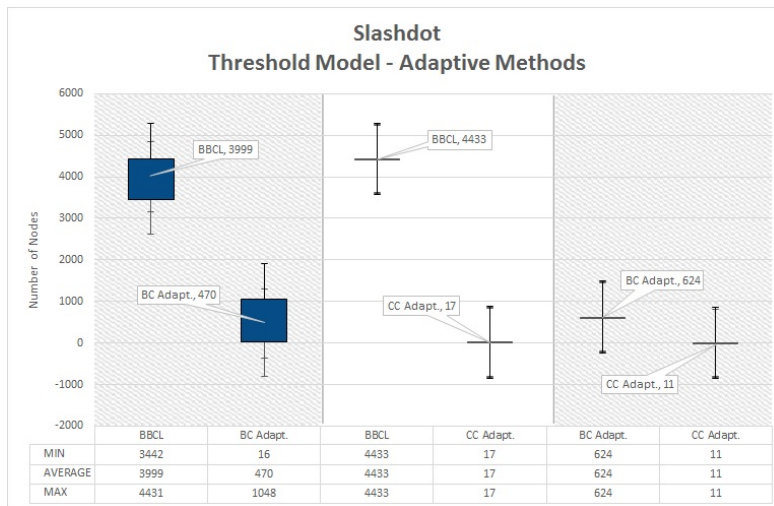 Slashdot
Threshold Model - Adaptive Methods
Number of Nodes
6000
5000
4000
3000
2000
1000
0
-1000
-2000
BBCL, 3999
BC Adapt., 470
BBCL, 4433
CC Adapt., 17
BC Adapt., 624
CC Adapt., 11
BBCL BC Adapt. BBCL CC Adapt. BC Adapt. CC Adapt.
MIN 3442 16 4433 17 624 11
AVERAGE 3999 470 4433 17 624 11
MAX 4431 1048 4433 17 624 11